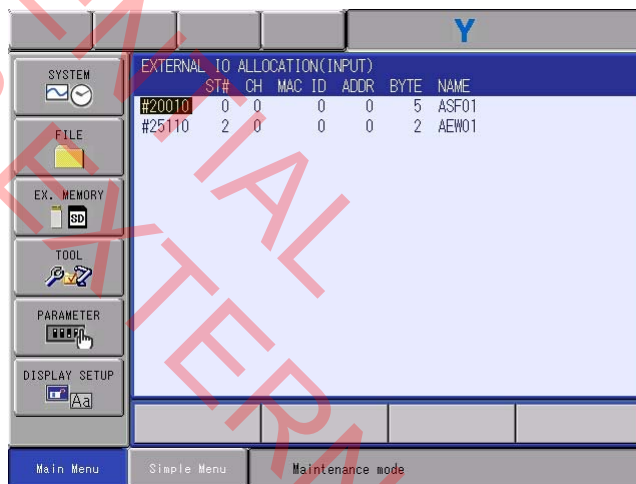 Y
SYSTEM
FILE
EX. MEMORY
SD
TOOL
PARAMETER
DISPLAY SETUP
Aa
EXTERNAL IO ALLOCATION(INPUT)
ST# CH MAC ID ADDR BYTE NAME
#20010 0 0 0 0 5 ASF01
#25110 2 0 0 0 2 AEW01
Main Menu
Simple Menu
Maintenance mode